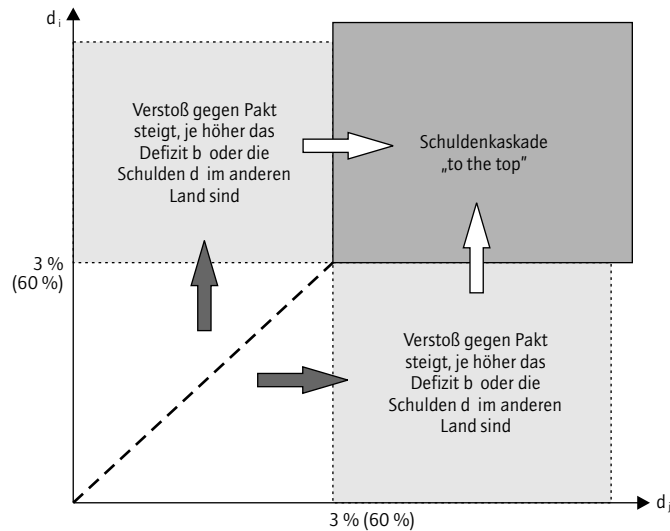 d i
Verstoß gegen Pakt
steigt, je höher das
Defizit b oder die
Schulden d im anderen
Land sind
Schuldenkaskade
„to the top”
3 %
(60 %)
Verstoß gegen Pakt
steigt, je höher das
Defizit b oder die
Schulden d im anderen
Land sind
3 % (60 %)
d j